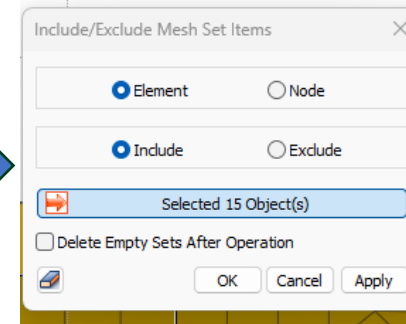 Include/Exclude Mesh Set Items
Element Node
Include Exclude
Selected 15 Object(s)
Delete Empty Sets After Operation
OK Cancel Apply